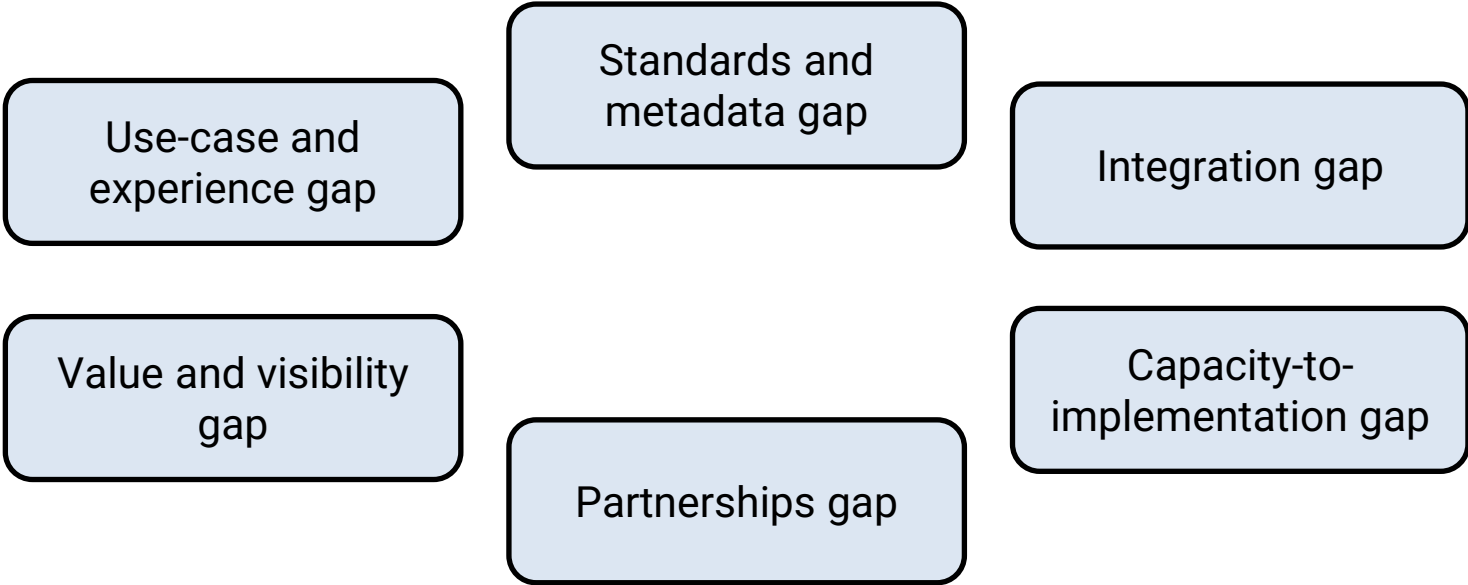 Standards and
metadata gap
Use-case and
experience gap
Integration gap
Value and visibility
gap
Capacity-to-
implementation gap
Partnerships gap